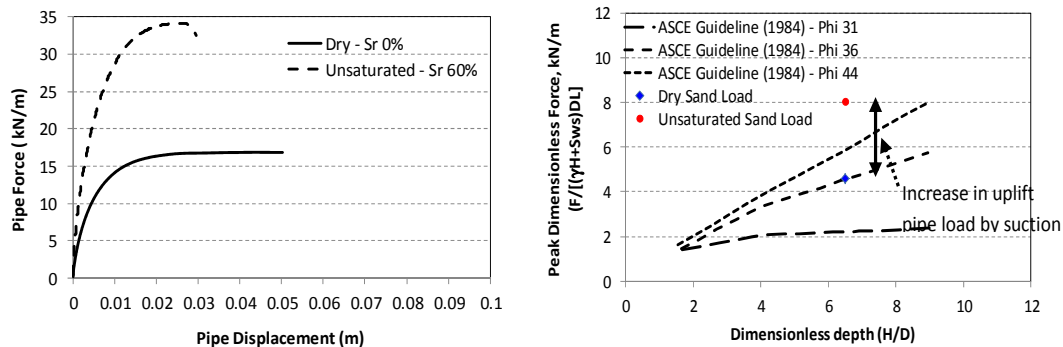 35
30
25
20
15
10
5
0
Pipe Force ( kN/m)
Dry - Sr 0%
Unsaturated - Sr 60%
0 0.01 0.02 0.03 0.04 0.05 0.06 0.07 0.08 0.09 0.1
Pipe Displacement (m)
12
10
8
6
4
2
0
Peak Dimensionless Force, kN/m
(F/[(γH+Sws)DL]
ASCE Guideline (1984) - Phi 31
ASCE Guideline (1984) - Phi 36
ASCE Guideline (1984) - Phi 44
Dry Sand Load
Unsaturated Sand Load
Increase in uplift
pipe load by suction
0 2 4 6 8 10 12
Dimensionless depth (H/D)